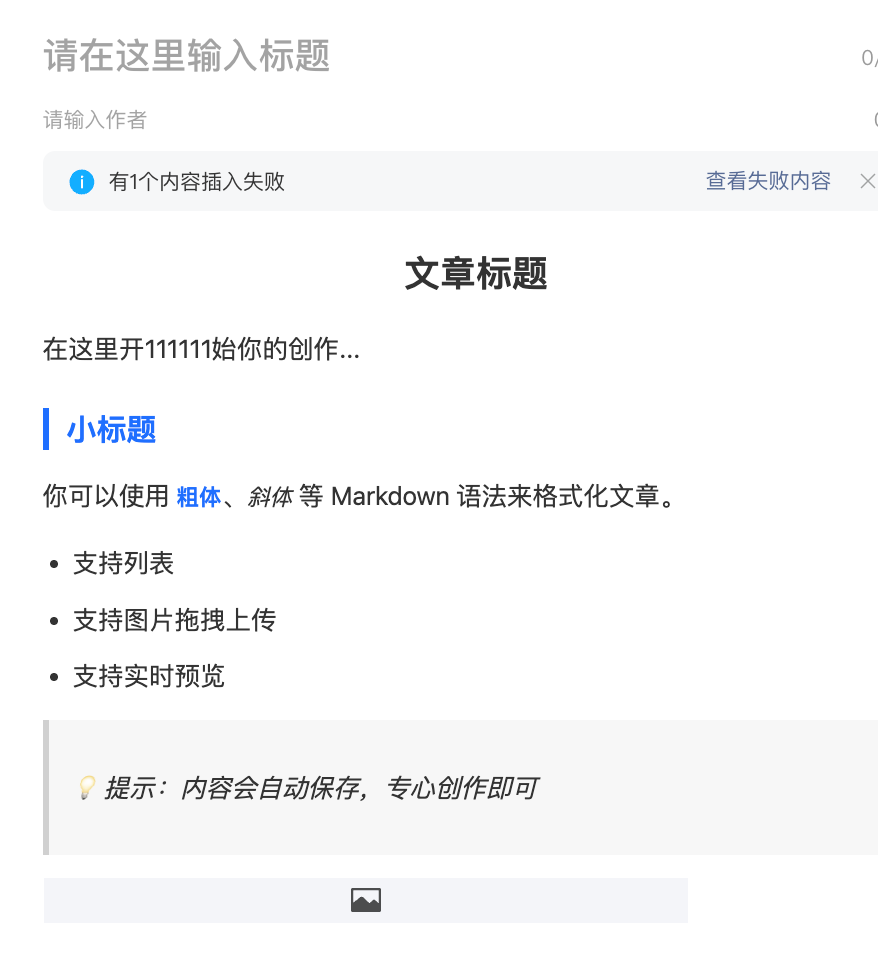 请在这里输入标题
0/
请输入作者
有1个内容插入失败 查看失败内容
文章标题
在这里开111111始你的创作...
小标题
你可以使用 粗体、斜体 等 Markdown 语法来格式化文章。
支持列表
支持图片拖拽上传
支持实时预览
💡 提示：内容会自动保存，专心创作即可